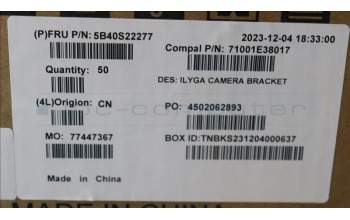 (P)FRU P/N: 5B40S22277
2023-12-04 18:33:00
Compal P/N: 71001E38017
Quantity: 50
DES: ILYGA CAMERA BRACKET
(4L)Origion: CN
PO: 4502062893
MO: 77447367
BOX ID:TNBKS231204000637
Made in China